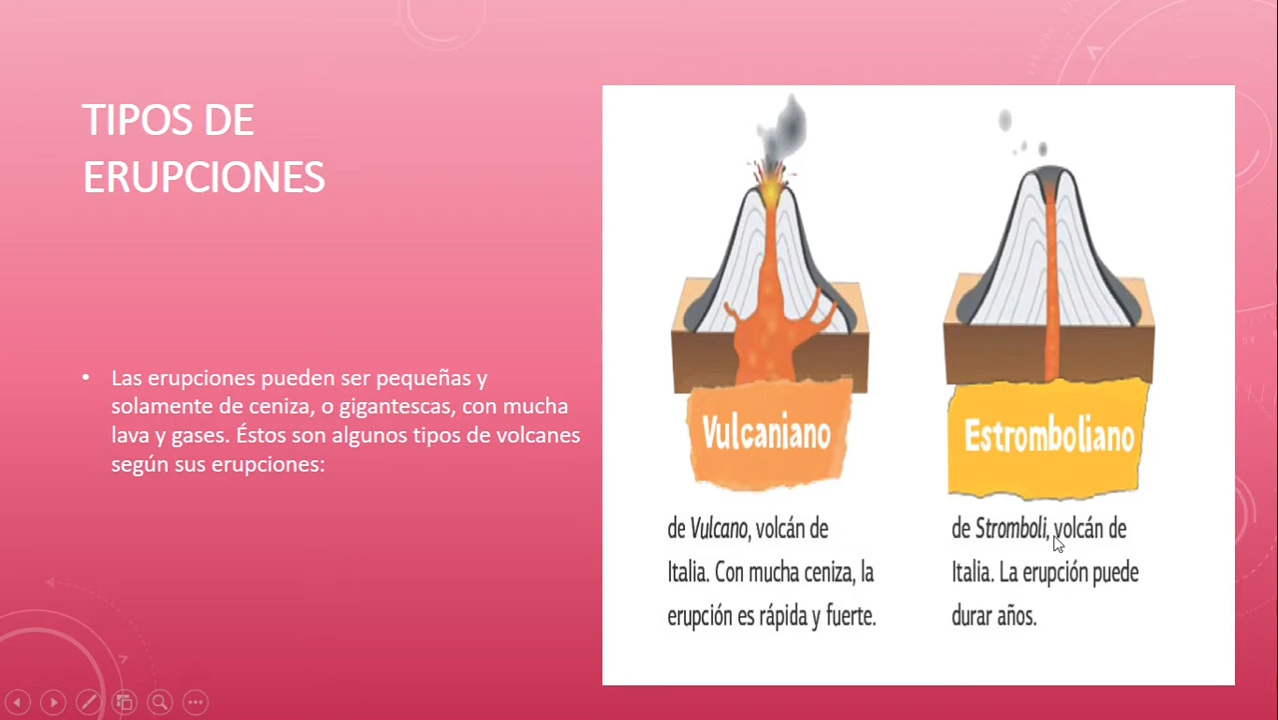 TIPOS DE
ERUPCIONES
• Las erupciones pueden ser pequeñas y
solamente de ceniza, o gigantescas, con mucha
lava y gases. Éstos son algunos tipos de volcanes
según sus erupciones:
Vulcaniano
de Vulcano, volcán de
Italia. Con mucha ceniza, la
erupción es rápida y fuerte.
Estromboliano
de Stromboli, volcán de
Italia. La erupción puede
durar años.